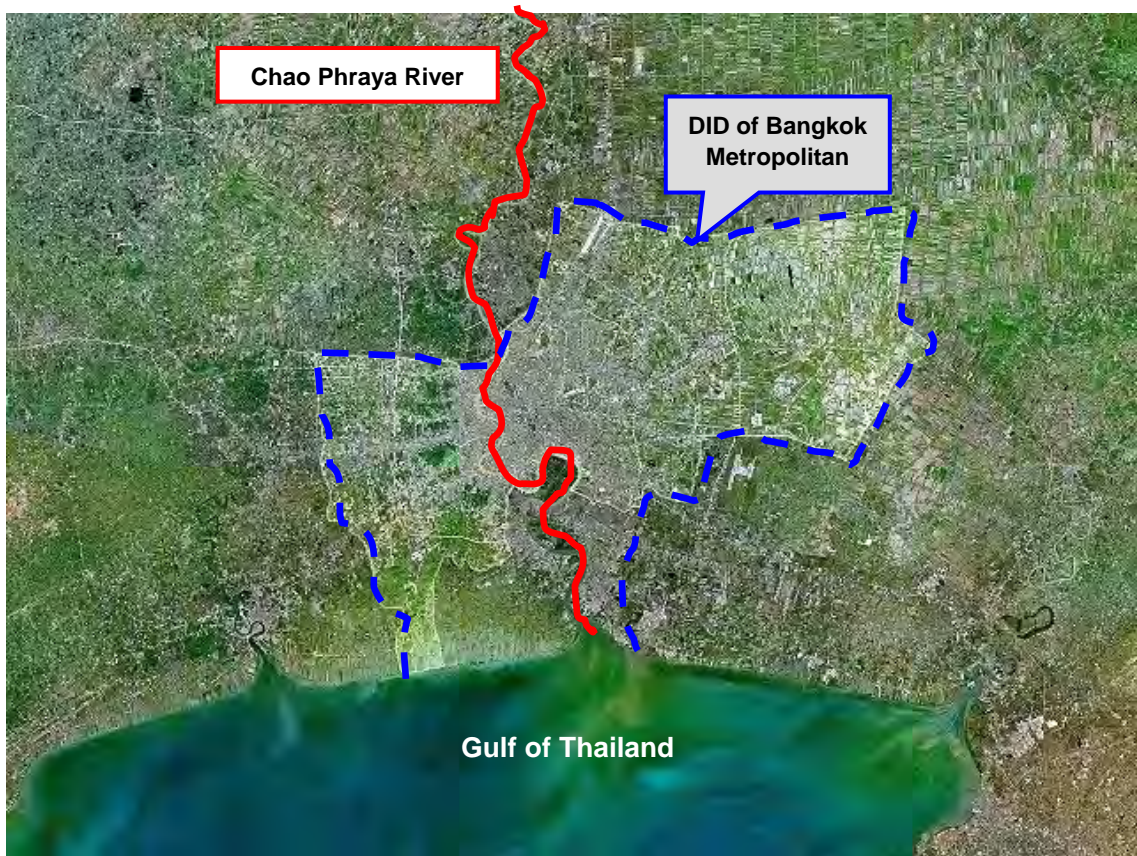 Chao Phraya River
DID of Bangkok
Metropolitan
Gulf of Thailand